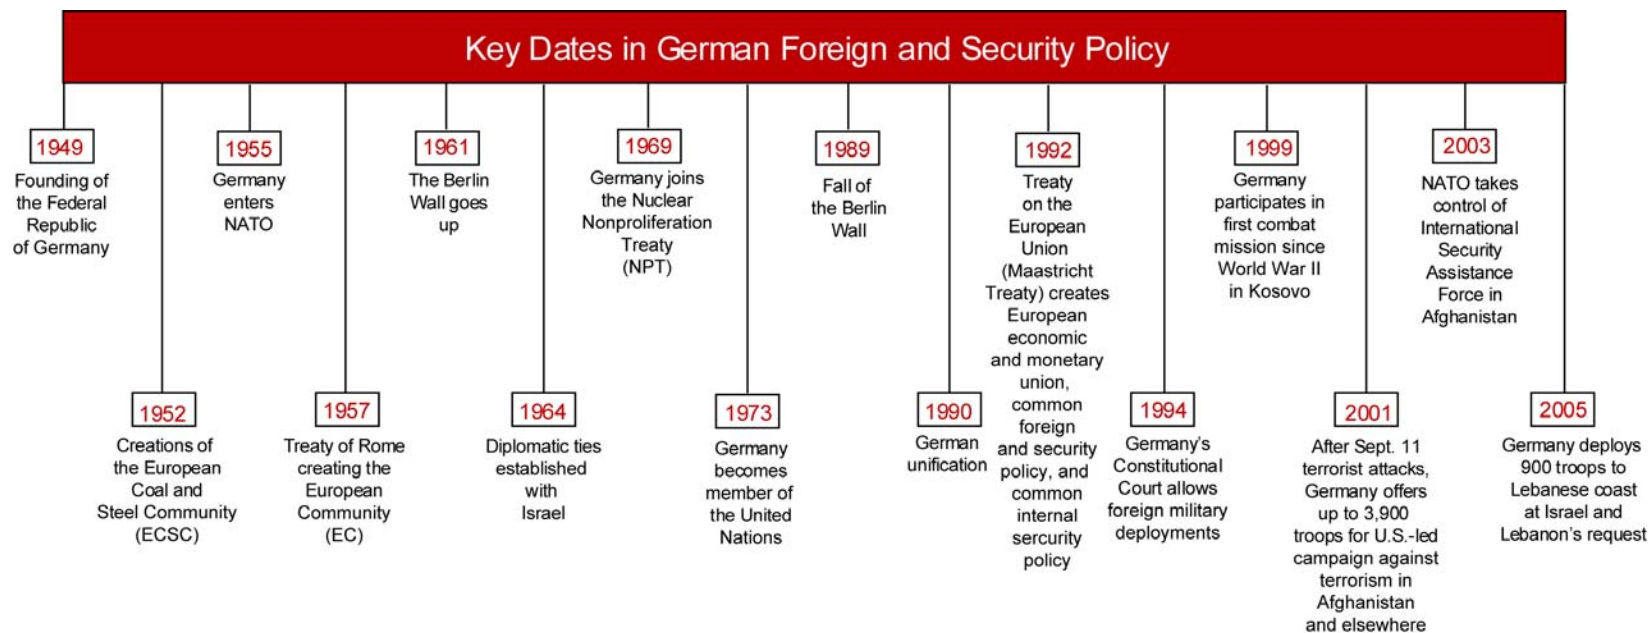 Key Dates in German Foreign and Security Policy
1949
Founding of
the Federal
Republic
of Germany
1952
Creations of
the European
Coal and
Steel Community
(ECSC)
1955
Germany
enters
NATO
1957
Treaty of Rome
creating the
European
Community
(EC)
1961
The Berlin
Wall goes
up
1964
Diplomatic ties
established
with
Israel
1969
Germany joins
the Nuclear
Nonproliferation
Treaty
(NPT)
1973
Germany
becomes
member of
the United
Nations
1989
Fall of
the Berlin
Wall
1990
German
unification
1992
Treaty
on the
European
Union
(Maastricht
Treaty) creates
European
economic
and monetary
union,
common
foreign
and security
policy, and
common
internal
sercurity
policy
1994
Germany's
Constitutional
Court allows
foreign military
deployments
1999
Germany
participates in
first combat
mission since
World War II
in Kosovo
2001
After Sept. 11
terrorist attacks,
Germany offers
up to 3,900
troops for U.S.-led
campaign against
terrorism in
Afghanistan
and elsewhere
2003
NATO takes
control of
International
Security
Assistance
Force in
Afghanistan
2005
Germany deploys
900 troops to
Lebanese coast
at Israel and
Lebanon's request